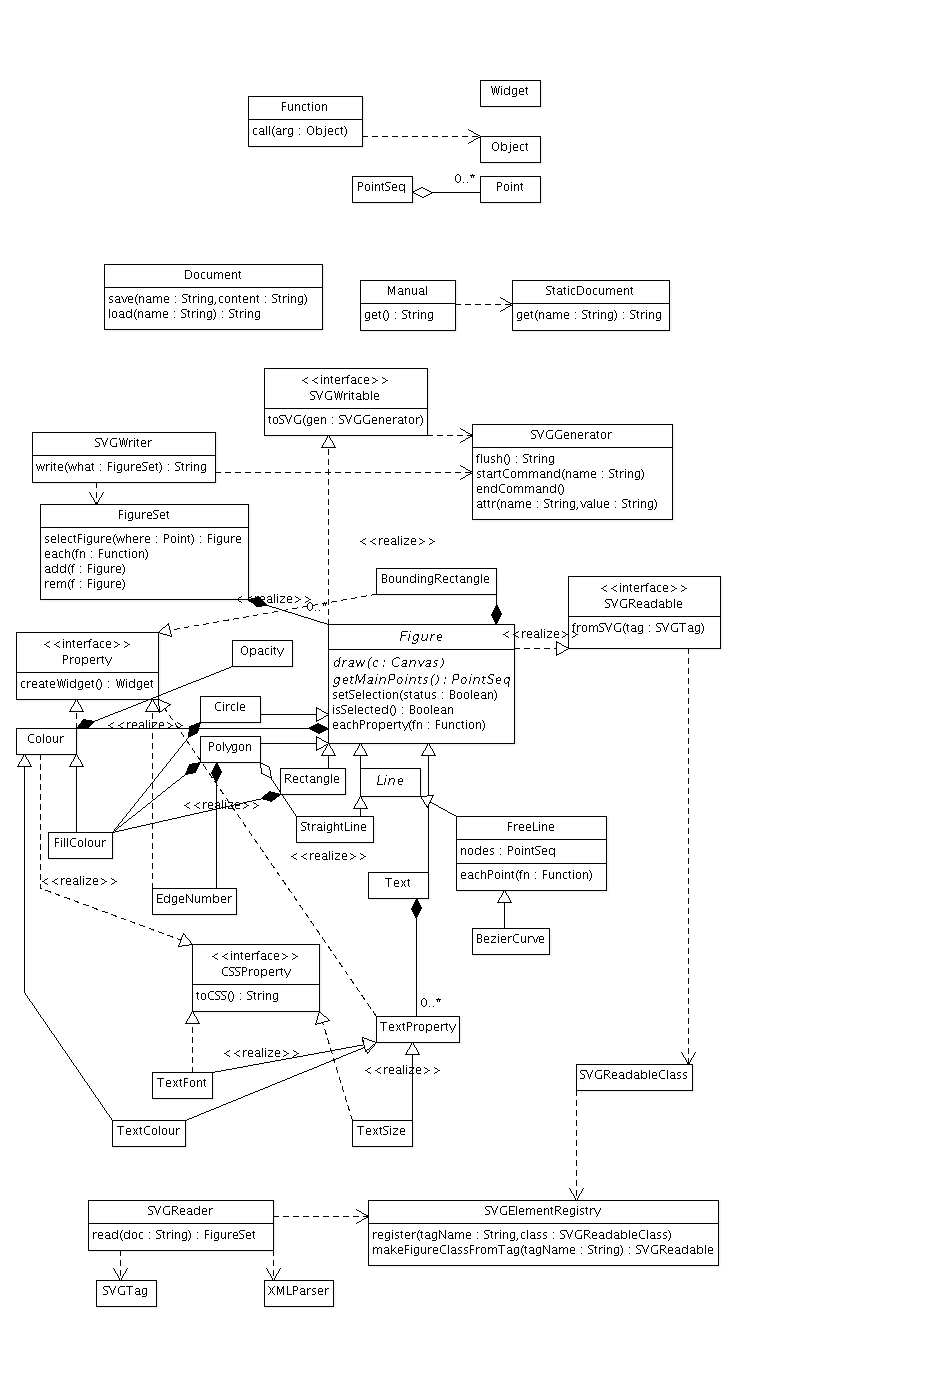 Widget
Function
call(arg : Object)
Object
PointSeq
0..*
Point
Document
save(name : String,content : String)
load(name : String) : String
Manual
get() : String
StaticDocument
get(name : String) : String
<<interface>>
SVGWritable
toSVG(gen : SVGGenerator)
SVGWriter
write(what : FigureSet) : String
SVGGenerator
flush() : String
startCommand(name : String)
endCommand()
attr(name : String,value : String)
FigureSet
selectFigure(where : Point) : Figure
each(fn : Function)
add(f : Figure)
rem(f : Figure)
<<realize>>
BoundingRectangle
<<interface>>
SVGReadable
fromSVG(tag : SVGTag)
<<realize>>
0..*
<<realize>>
Figure
draw(c : Canvas)
getMainPoints() : PointSeq
setSelection(status : Boolean)
isSelected() : Boolean
eachProperty(fn : Function)
<<interface>>
Property
createWidget() : Widget
Opacity
Circle
<<realize>>
Colour
Polygon
Rectangle
Line
<<realize>>
StraightLine
FreeLine
nodes : PointSeq
eachPoint(fn : Function)
FillColour
<<realize>>
<<realize>>
Text
EdgeNumber
BezierCurve
<<interface>>
CSSProperty
toCSS() : String
0..*
TextProperty
<<realize>>
<<realize>>
TextFont
SVGReadableClass
TextColour
TextSize
SVGReader
read(doc : String) : FigureSet
SVGElementRegistry
register(tagName : String,class : SVGReadableClass)
makeFigureClassFromTag(tagName : String) : SVGReadable
SVGTag
XMLParser